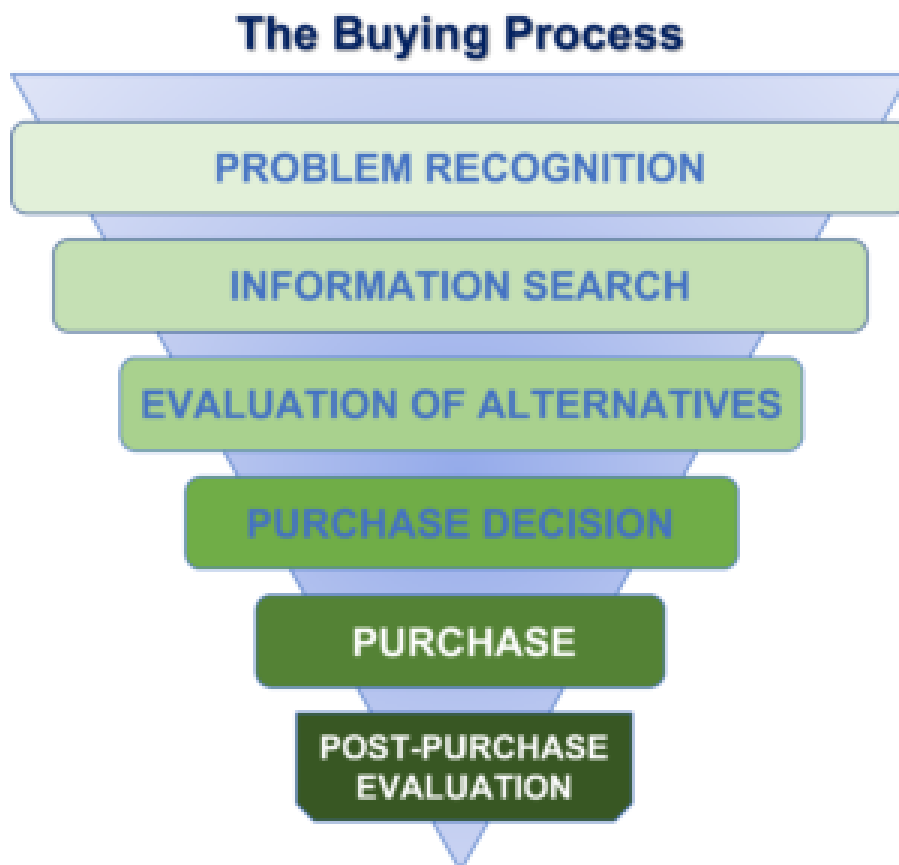 The Buying Process
PROBLEM RECOGNITION
INFORMATION SEARCH
EVALUATION OF ALTERNATIVES
PURCHASE DECISION
PURCHASE
POST-PURCHASE
EVALUATION